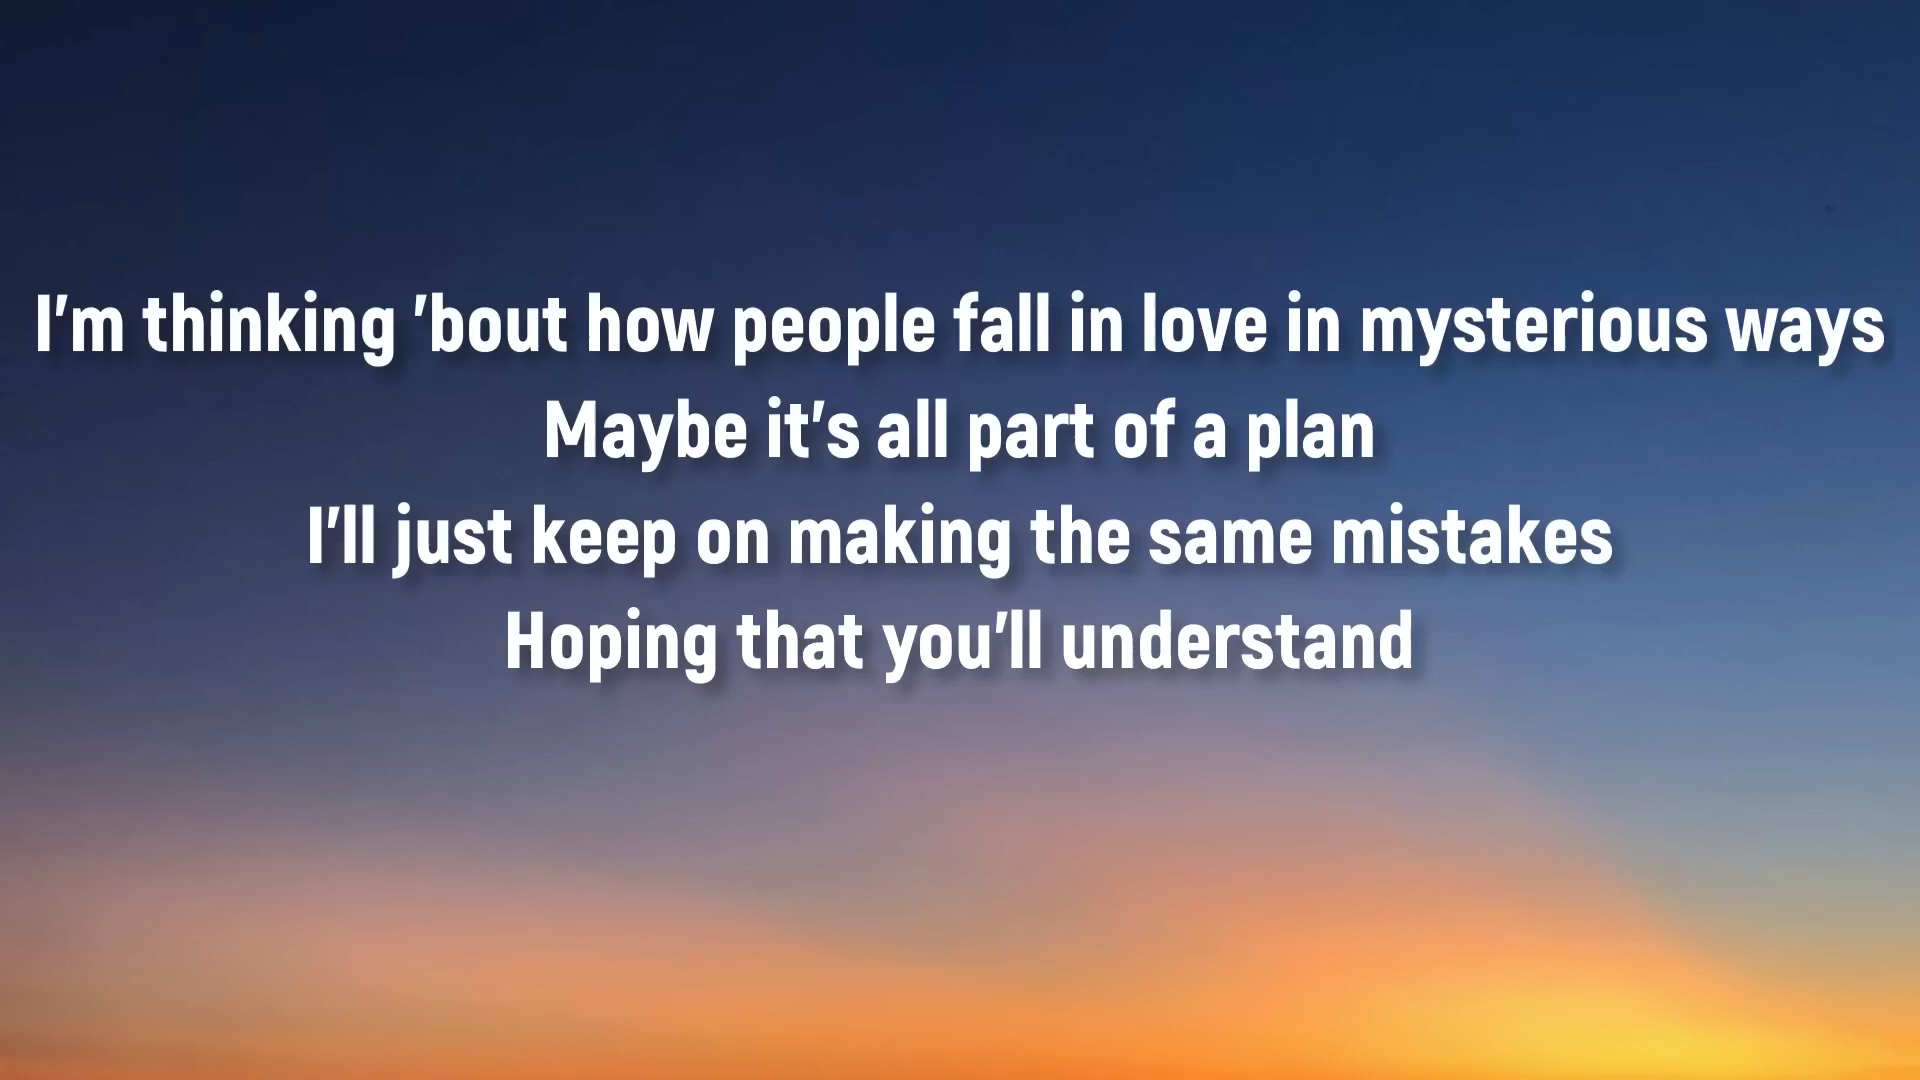 I'm thinking 'bout how people fall in love in mysterious ways
Maybe it's all part of a plan
I'll just keep on making the same mistakes
Hoping that you'll understand